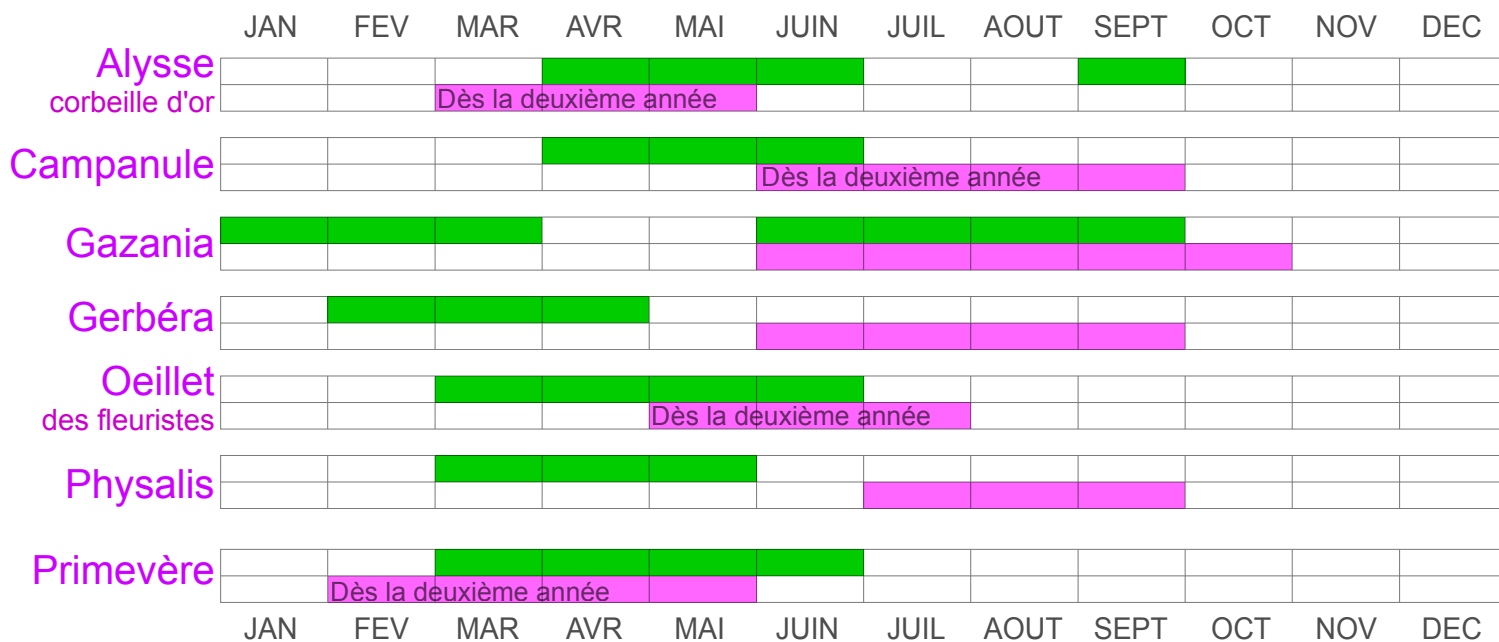 JAN FEV MAR AVR MAI JUIN JUIL AOUT SEPT OCT NOV DEC
Alysse
corbeille d'or
Dès la deuxième année
Campanule
Dès la deuxième année
Gazania
Gerbéra
Oeillet
des fleuristes
Dès la deuxième année
Physalis
Primevère
Dès la deuxième année
JAN FEV MAR AVR MAI JUIN JUIL AOUT SEPT OCT NOV DEC